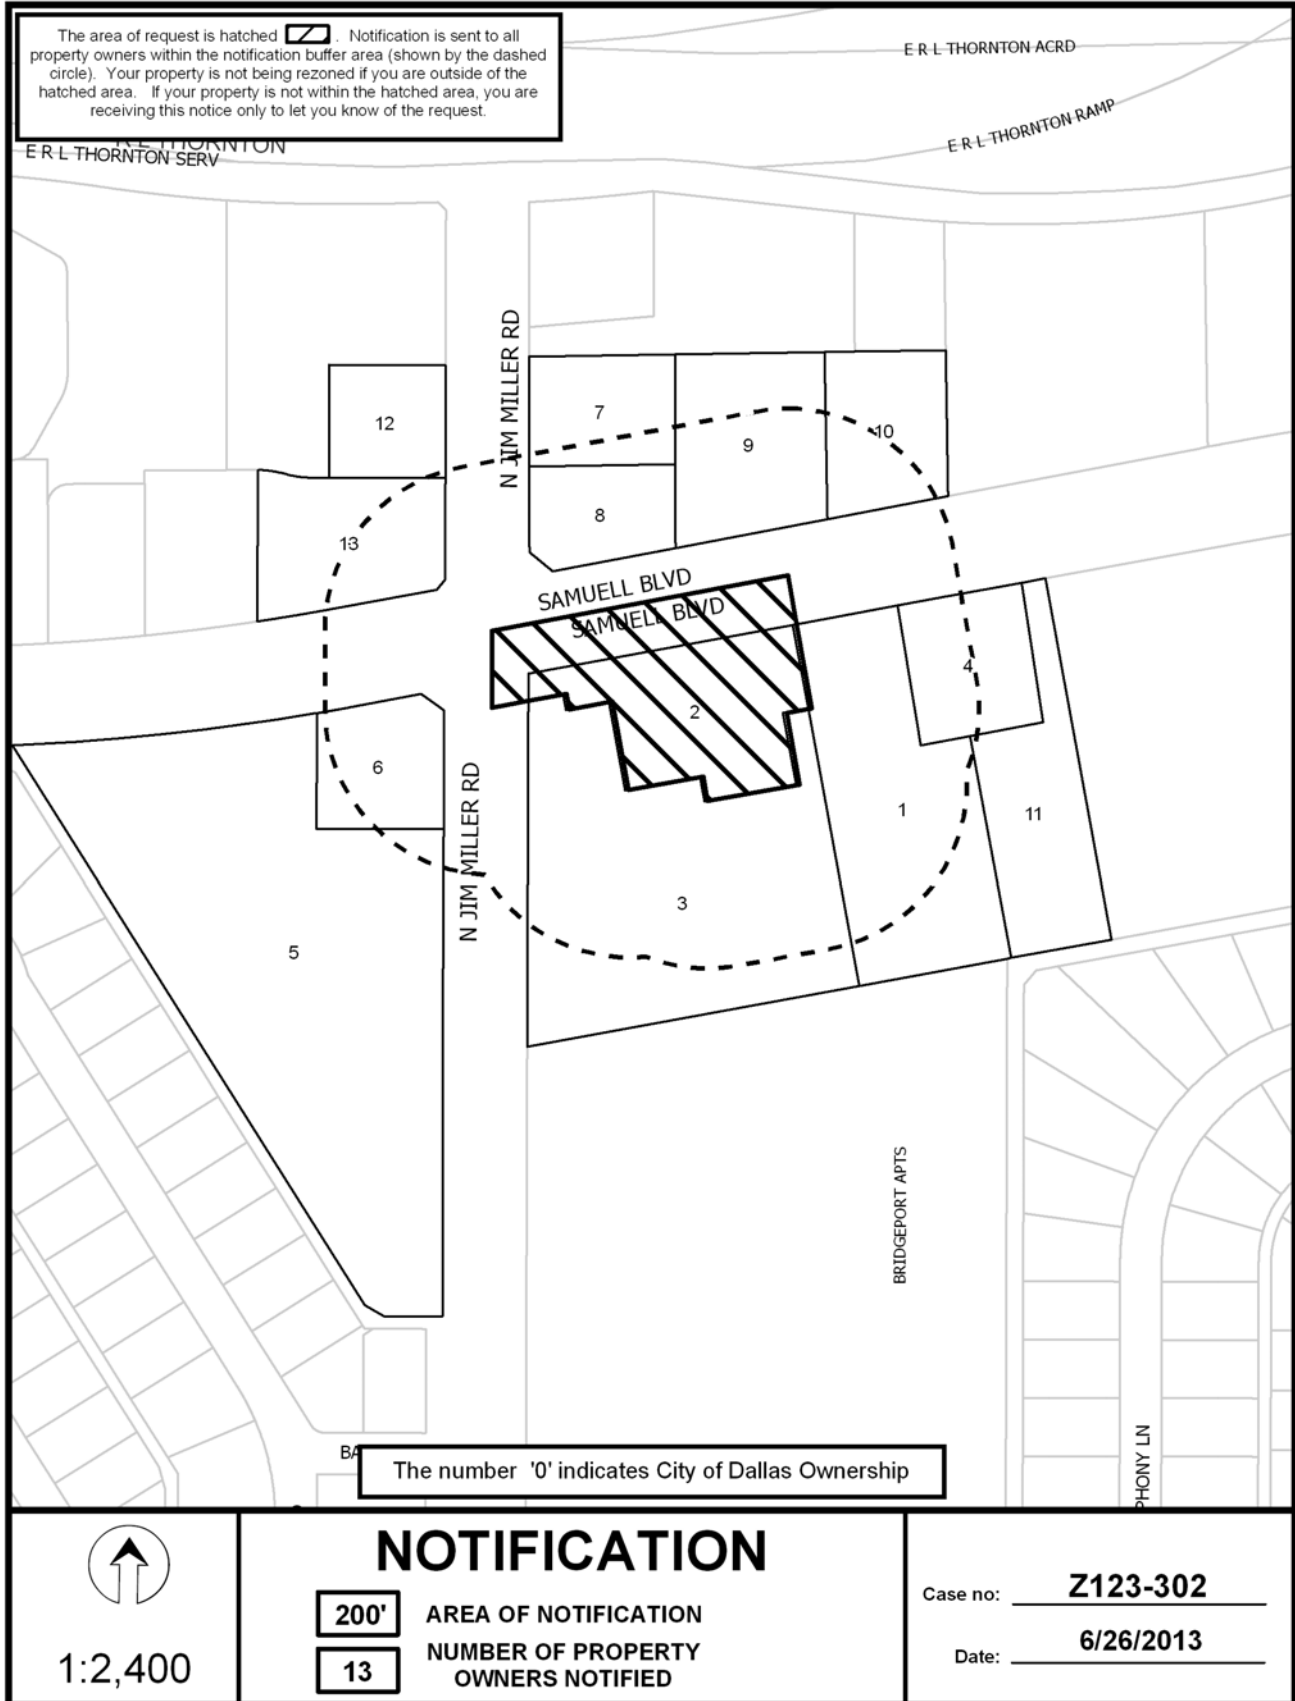 The area of request is hatched . Notification is sent to all
property owners within the notification buffer area (shown by the dashed
circle). Your property is not being rezoned if you are outside of the
hatched area. If your property is not within the hatched area, you are
receiving this notice only to let you know of the request.
E R L THORNTON ACRD
E R L THORNTON RAMP
THORNTON
E R L THORNTON SERV
N JIM MILLER RD
12
7
9
10
8
13
SAMUELL BLVD
SAMUELL BLVD
4
2
6
N JIM MILLER RD
1
11
3
5
BRIDGEPORT APTS
PHONY LN
The number '0' indicates City of Dallas Ownership
NOTIFICATION
200' AREA OF NOTIFICATION
13 NUMBER OF PROPERTY
OWNERS NOTIFIED
1:2,400
Case no: Z123-302
Date: 6/26/2013